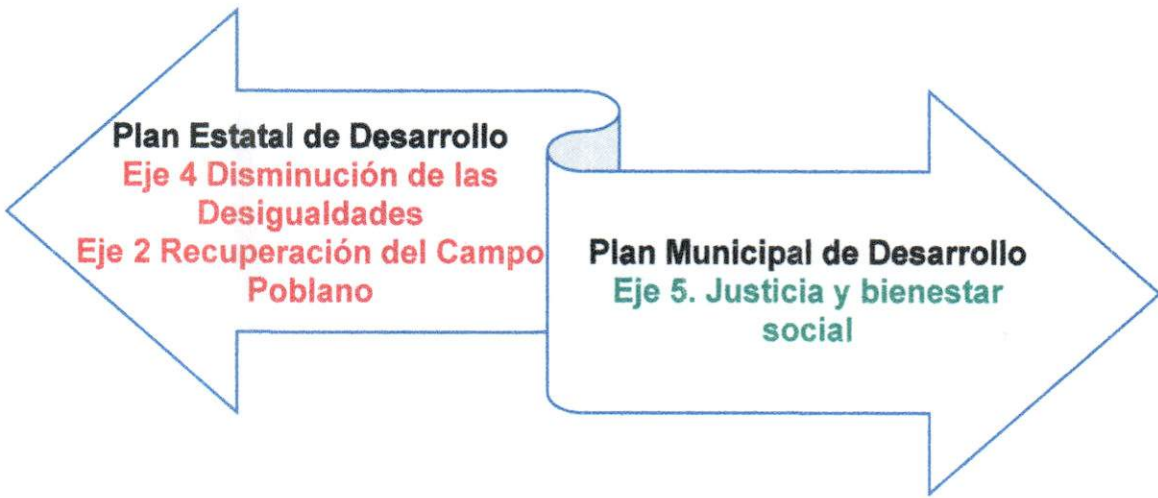 Plan Estatal de Desarrollo
Eje 4 Disminución de las
Desigualdades
Eje 2 Recuperación del Campo
Poblano
Plan Municipal de Desarrollo
Eje 5. Justicia y bienestar
social